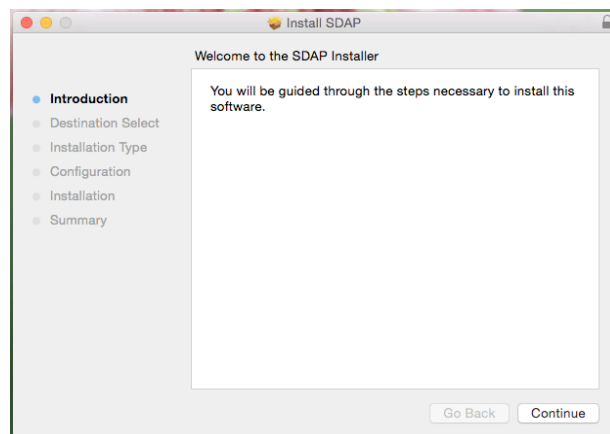 Install SDAP
Welcome to the SDAP Installer
Introduction
Destination Select
Installation Type
Configuration
Installation
Summary
You will be guided through the steps necessary to install this
software.
Go Back
Continue